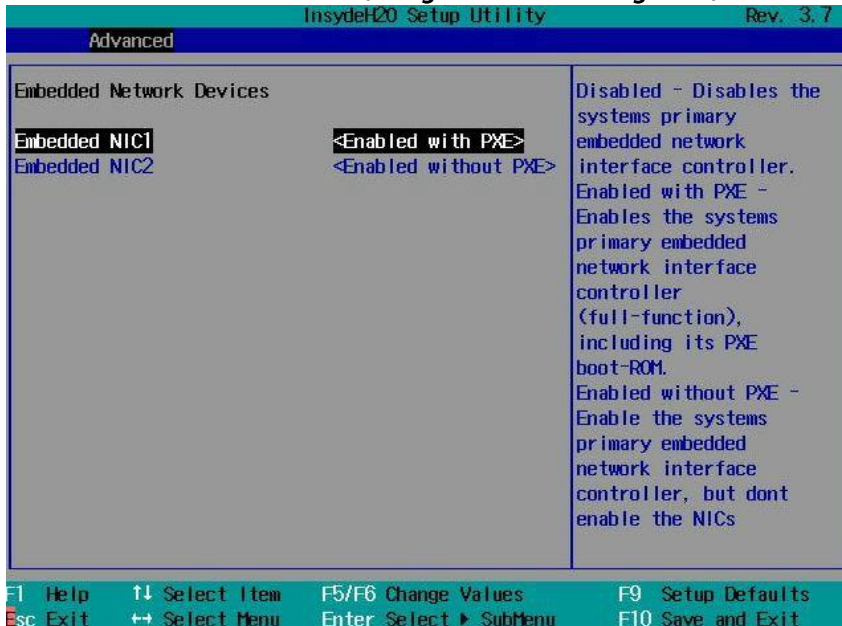 InsydeH20 Setup Utility Rev. 3.7
Advanced
Embedded Network Devices
Embedded NIC1 <Enabled with PXE>
Embedded NIC2 <Enabled without PXE>
Disabled - Disables the
systems primary
embedded network
interface controller.
Enabled with PXE -
Enables the systems
primary embedded
network interface
controller
(full-function),
including its PXE
boot-ROM.
Enabled without PXE -
Enable the systems
primary embedded
network interface
controller, but dont
enable the NICs
F1 Help ↑↓ Select Item F5/F6 Change Values F9 Setup Defaults
Esc Exit ↔ Select Menu Enter Select ▶ SubMenu F10 Save and Exit